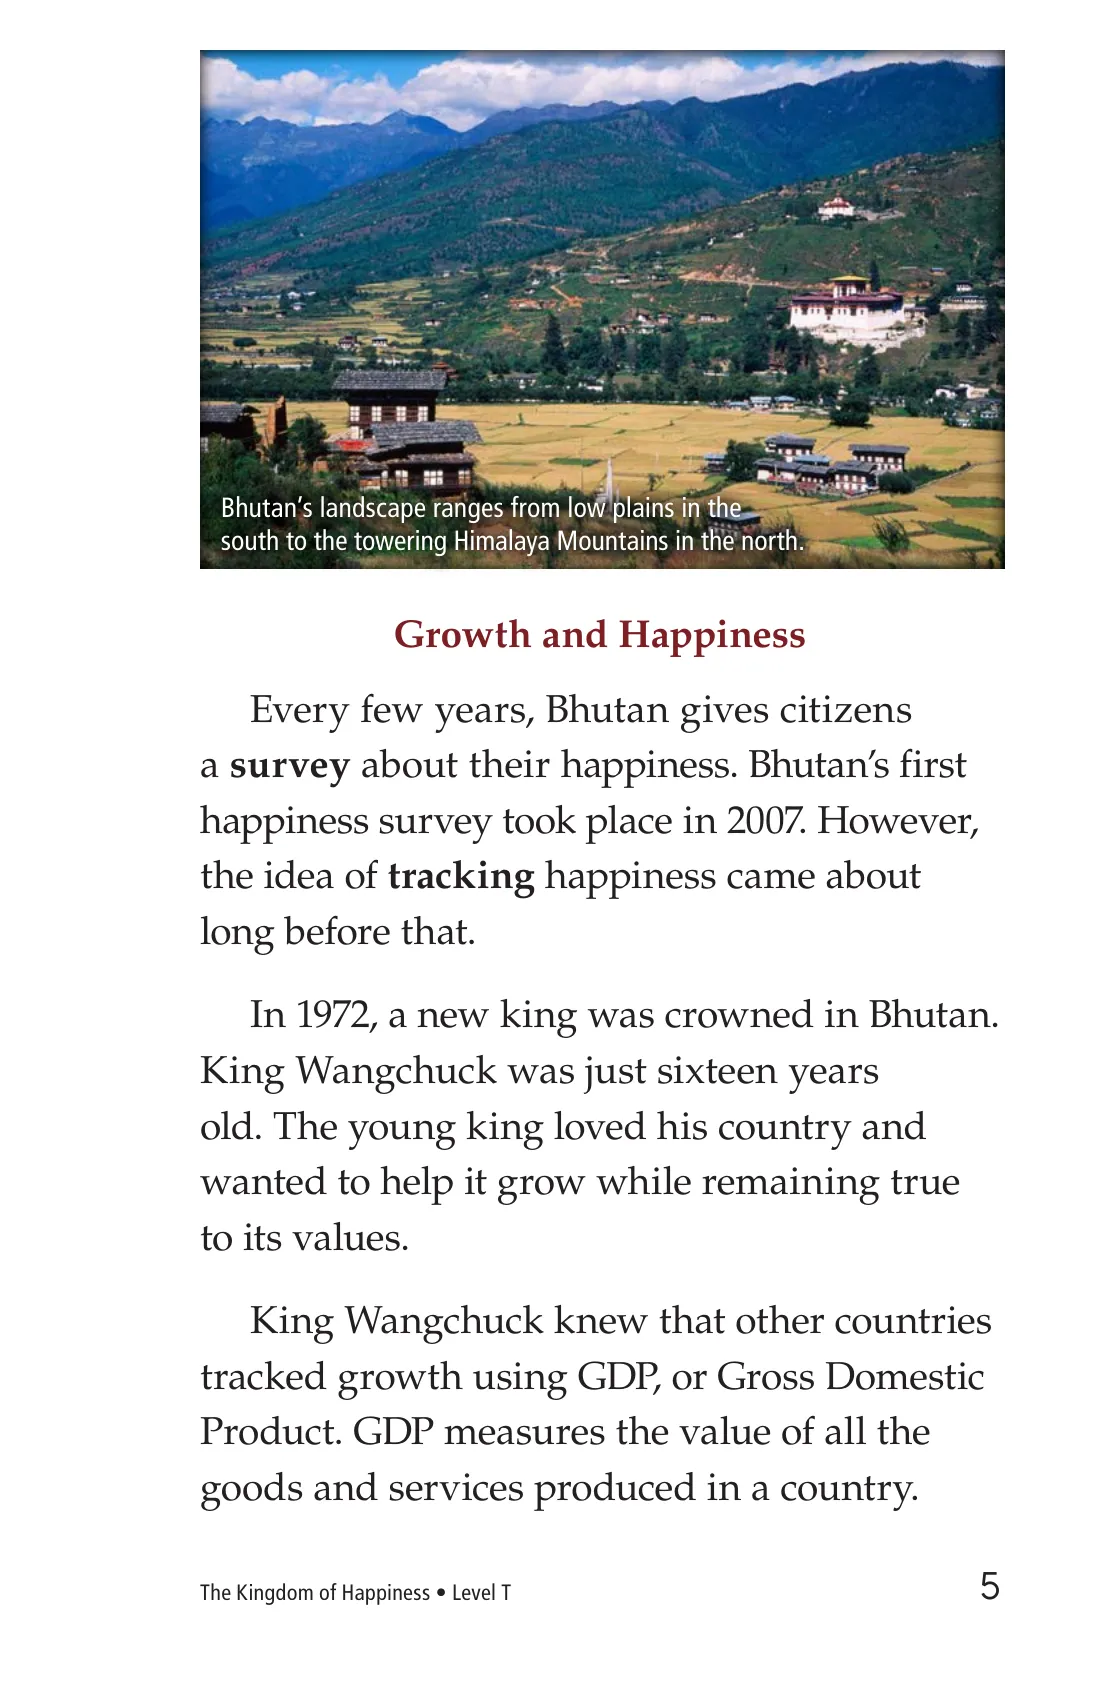 Bhutan’s landscape ranges from low plains in the
south to the towering Himalaya Mountains in the north.
Growth and Happiness
Every few years, Bhutan gives citizens
a survey about their happiness. Bhutan’s first
happiness survey took place in 2007. However,
the idea of tracking happiness came about
long before that.
In 1972, a new king was crowned in Bhutan.
King Wangchuck was just sixteen years
old. The young king loved his country and
wanted to help it grow while remaining true
to its values.
King Wangchuck knew that other countries
tracked growth using GDP, or Gross Domestic
Product. GDP measures the value of all the
goods and services produced in a country.
The Kingdom of Happiness • Level T
5